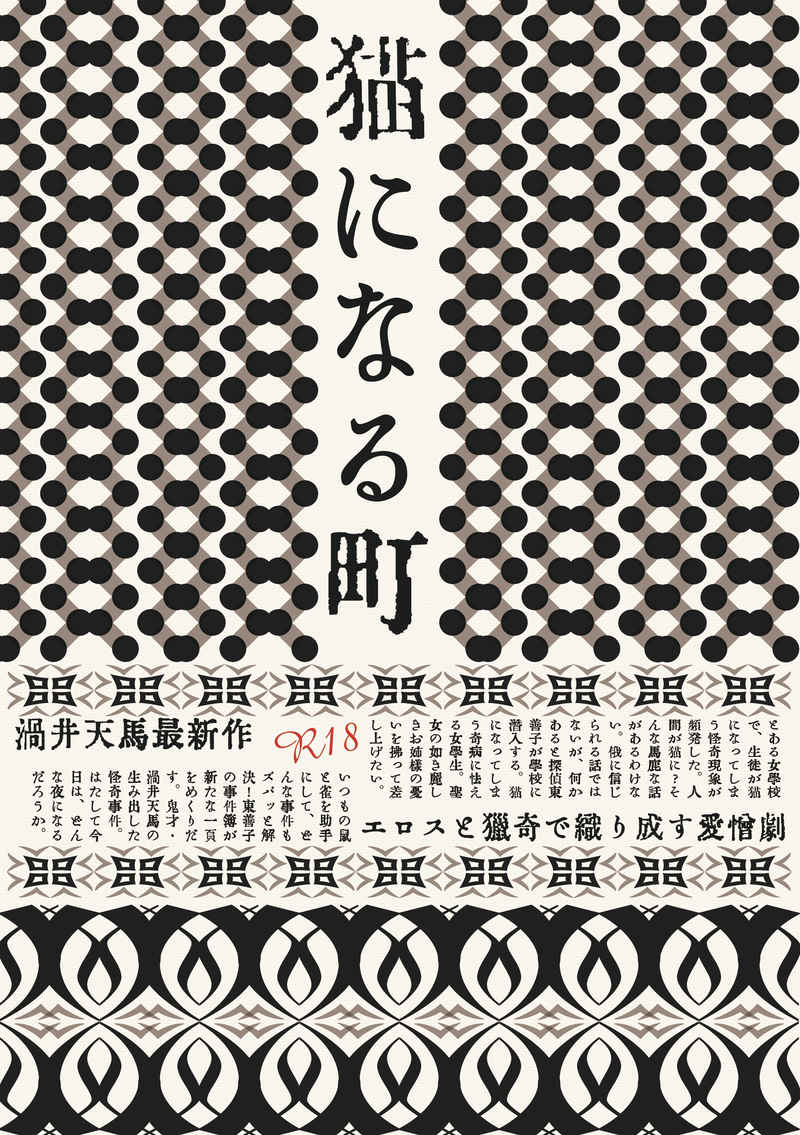 猫になる町
とある女學校
で、生徒が猫
になってしま
う怪奇現象が
頻発した。人
間が猫に？そ
んな馬鹿な話
があるわけな
い。俄に信じ
られる話では
ないが、何か
あると探偵東
善子が學校に
潜入する。猫
になってしま
う奇病に怯え
る女學生。聖
女の如き麗し
きお姉様の憂
いを拂って差
し上げたい。
エロスと獵奇で織り成す愛憎劇
渦井天馬最新作
R18
いつもの鼠
と雀を助手
にして、ど
んな事件も
ズバッと解
決！東善子
の事件簿が
新たな一頁
をめくりだ
す。鬼才・
渦井天馬の
生み出した
怪奇事件。
はたして今
日は、どん
な夜になる
だろうか。